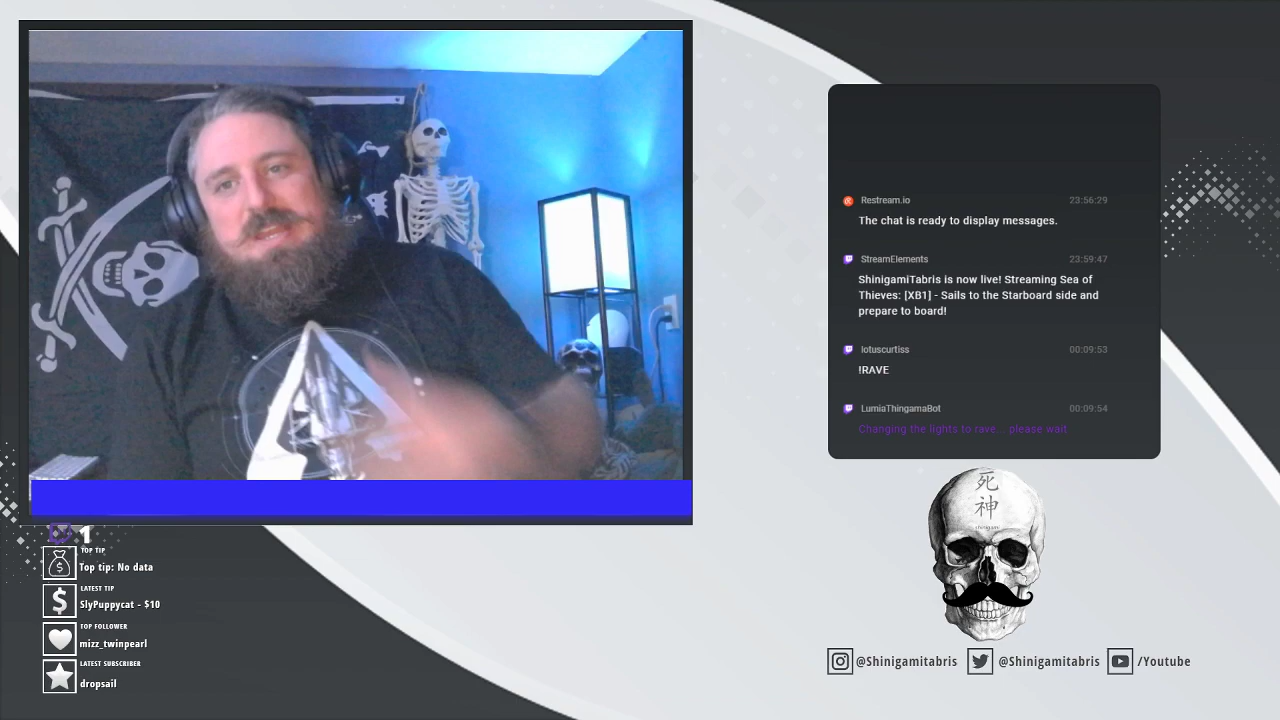 Restream.io 23:56:29
The chat is ready to display messages.
StreamElements 23:59:47
ShinigamiTabris is now live! Streaming Sea of
Thieves: [XB1] - Sails to the Starboard side and
prepare to board!
lotuscurtiss 00:09:53
!RAVE
LumiaThingamaBot 00:09:54
Changing the lights to rave... please wait
死
神
shinigami
1
TOP TIP
Top tip: No data
LATEST TIP
SlyPuppycat - $10
TOP FOLLOWER
mizz_twinpearl
LATEST SUBSCRIBER
dropsail
@Shinigamitabris @Shinigamitabris /Youtube